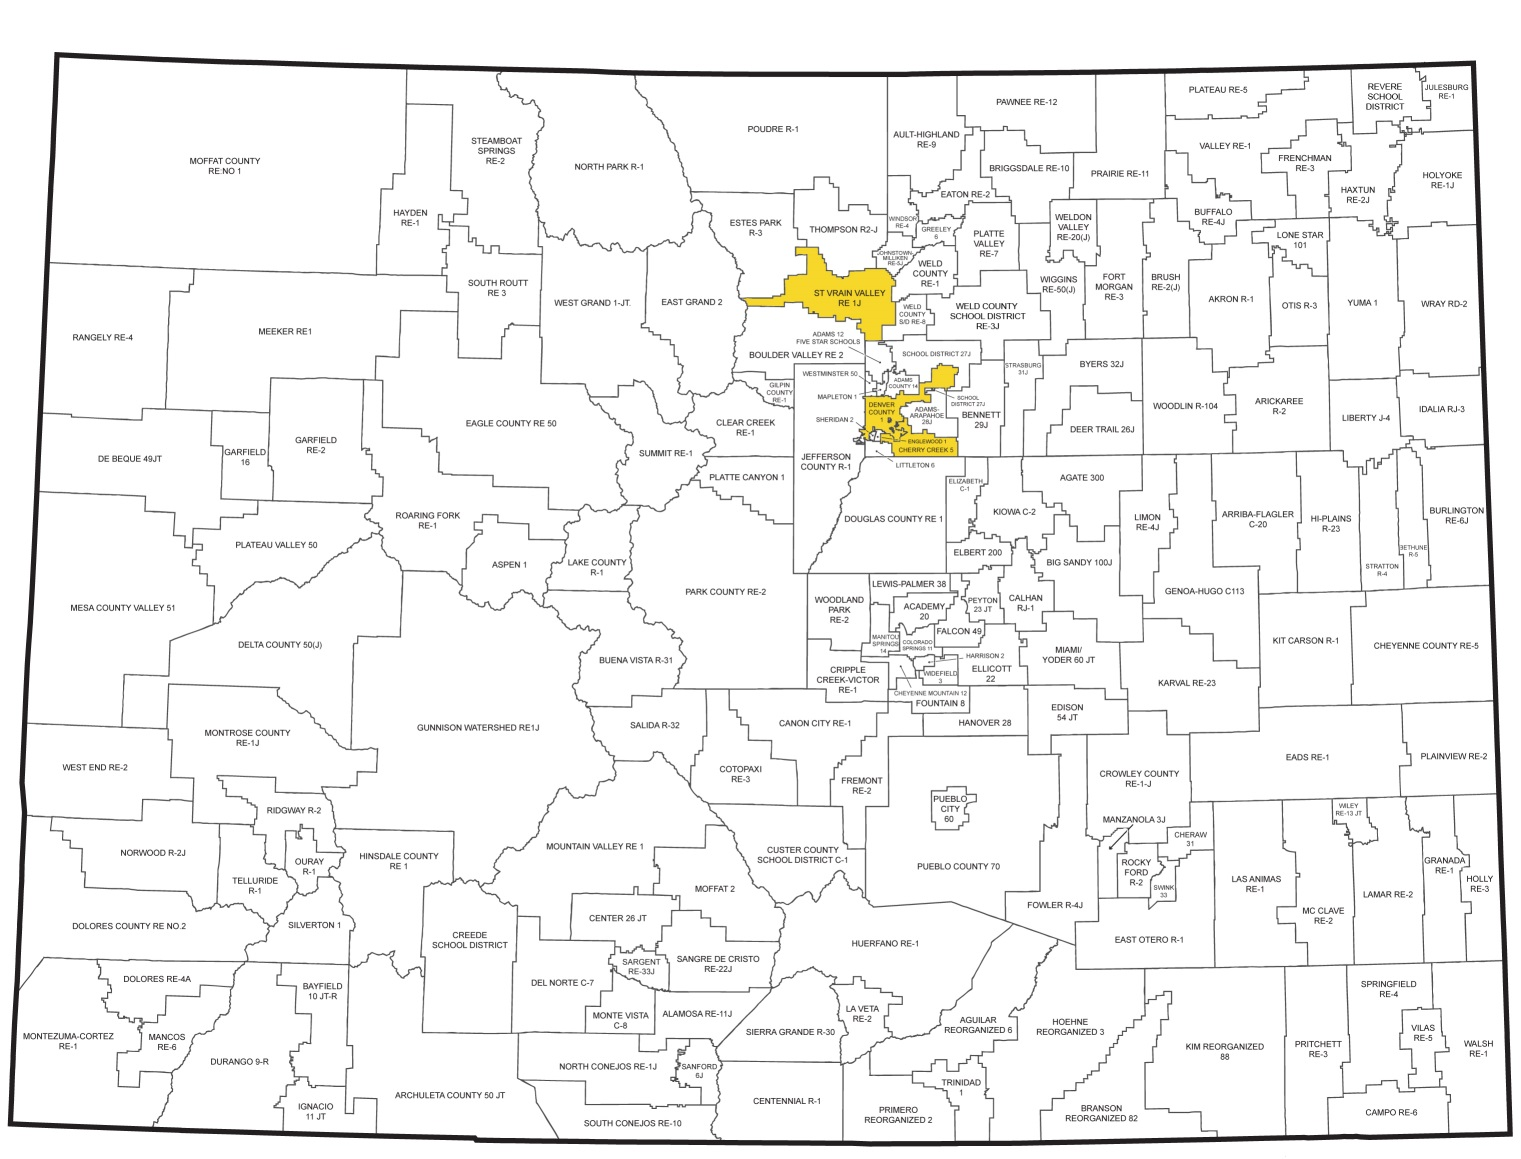 MOFFAT COUNTY
RE:NO 1
HAYDEN
RE-1
STEAMBOAT
SPRINGS
RE-2
NORTH PARK R-1
POUDRE R-1
AULT-HIGHLAND
RE-9
PAWNEE RE-12
BRIGGSDALE RE-10
PRAIRIE RE-11
PLATEAU RE-5
REVERE
SCHOOL
DISTRICT
JULESBURG
RE-1
VALLEY RE-1
FRENCHMAN
RE-3
HAXTUN
RE-2J
HOLYOKE
RE-1J
EATON RE-2
BUFFALO
RE-4J
LONE STAR
101
ESTES PARK
R-3
THOMPSON R2-J
WINDSOR
RE-4
GREELEY
6
PLATTE
VALLEY
RE-7
WELDON
VALLEY
RE-20(J)
JOHNSTOWN-
MILLIKEN
RE-5J
WELD
COUNTY
RE-1
WIGGINS
RE-50(J)
FORT
MORGAN
RE-3
BRUSH
RE-2(J)
AKRON R-1
OTIS R-3
YUMA 1
WRAY RD-2
SOUTH ROUTT
RE 3
WEST GRAND 1-JT.
EAST GRAND 2
ST VRAIN VALLEY
RE 1J
WELD
COUNTY
S/D RE-8
WELD COUNTY
SCHOOL DISTRICT
RE-3J
RANGELY RE-4
MEEKER RE1
ADAMS 12
FIVE STAR SCHOOLS
BOULDER VALLEY RE 2
SCHOOL DISTRICT 27J
STRASBURG
31J
BYERS 32J
WESTMINSTER 50
ADAMS
COUNTY 14
MAPLETON 1
SCHOOL
DISTRICT 27J
GILPIN
COUNTY
RE-1
DENVER
COUNTY
1
ADAMS-
ARAPAHOE
28J
BENNETT
29J
SHERIDAN 2
ENGLEWOOD 1
CHERRY CREEK 5
LITTLETON 6
DEER TRAIL 26J
WOODLIN R-104
ARICKAREE
R-2
LIBERTY J-4
IDALIA RJ-3
EAGLE COUNTY RE 50
CLEAR CREEK
RE-1
JEFFERSON
COUNTY R-1
DE BEQUE 49JT
GARFIELD
16
GARFIELD
RE-2
SUMMIT RE-1
PLATTE CANYON 1
ELIZABETH
C-1
AGATE 300
ROARING FORK
RE-1
DOUGLAS COUNTY RE 1
KIOWA C-2
LIMON
RE-4J
ARRIBA-FLAGLER
C-20
HI-PLAINS
R-23
BURLINGTON
RE-6J
PLATEAU VALLEY 50
ASPEN 1
LAKE COUNTY
R-1
ELBERT 200
BIG SANDY 100J
STRATTON
R-4
BETHUNE
R-5
MESA COUNTY VALLEY 51
PARK COUNTY RE-2
LEWIS-PALMER 38
WOODLAND
PARK
RE-2
ACADEMY
20
PEYTON
23 JT
CALHAN
RJ-1
GENOA-HUGO C113
DELTA COUNTY 50(J)
MANITOU
SPRINGS
14
COLORADO
SPRINGS 11
FALCON 49
KIT CARSON R-1
CHEYENNE COUNTY RE-5
BUENA VISTA R-31
HARRISON 2
MIAMI/
YODER 60 JT
CRIPPLE
CREEK-VICTOR
RE-1
WIDEFIELD
3
ELLICOTT
22
KARVAL RE-23
CHEYENNE MOUNTAIN 12
FOUNTAIN 8
GUNNISON WATERSHED RE1J
SALIDA R-32
CANON CITY RE-1
HANOVER 28
EDISON
54 JT
MONTROSE COUNTY
RE-1J
WEST END RE-2
COTOPAXI
RE-3
FREMONT
RE-2
CROWLEY COUNTY
RE-1-J
EADS RE-1
PLAINVIEW RE-2
PUEBLO
CITY
60
RIDGWAY R-2
WILEY
RE-13 JT
MANZANOLA 3J
CHERAW
31
NORWOOD R-2J
OURAY
R-1
HINSDALE COUNTY
RE 1
MOUNTAIN VALLEY RE 1
CUSTER COUNTY
SCHOOL DISTRICT C-1
PUEBLO COUNTY 70
ROCKY
FORD
R-2
SWINK
33
TELLURIDE
R-1
MOFFAT 2
LAS ANIMAS
RE-1
GRANADA
RE-1
HOLLY
RE-3
LAMAR RE-2
MC CLAVE
RE-2
FOWLER R-4J
DOLORES COUNTY RE NO.2
SILVERTON 1
CREEDE
SCHOOL DISTRICT
CENTER 26 JT
EAST OTERO R-1
HUERFANO RE-1
SARGENT
RE-33J
SANGRE DE CRISTO
RE-22J
DOLORES RE-4A
BAYFIELD
10 JT-R
DEL NORTE C-7
SPRINGFIELD
RE-4
MONTE VISTA
C-8
ALAMOSA RE-11J
LA VETA
RE-2
SIERRA GRANDE R-30
AGUILAR
REORGANIZED 6
HOEHNE
REORGANIZED 3
VILAS
RE-5
MONTEZUMA-CORTEZ
RE-1
MANCOS
RE-6
DURANGO 9-R
KIM REORGANIZED
88
PRITCHETT
RE-3
WALSH
RE-1
NORTH CONEJOS RE-1J
SANFORD
6J
TRINIDAD
1
ARCHULETA COUNTY 50 JT
IGNACIO
11 JT
SOUTH CONEJOS RE-10
CENTENNIAL R-1
PRIMERO
REORGANIZED 2
BRANSON
REORGANIZED 82
CAMPO RE-6